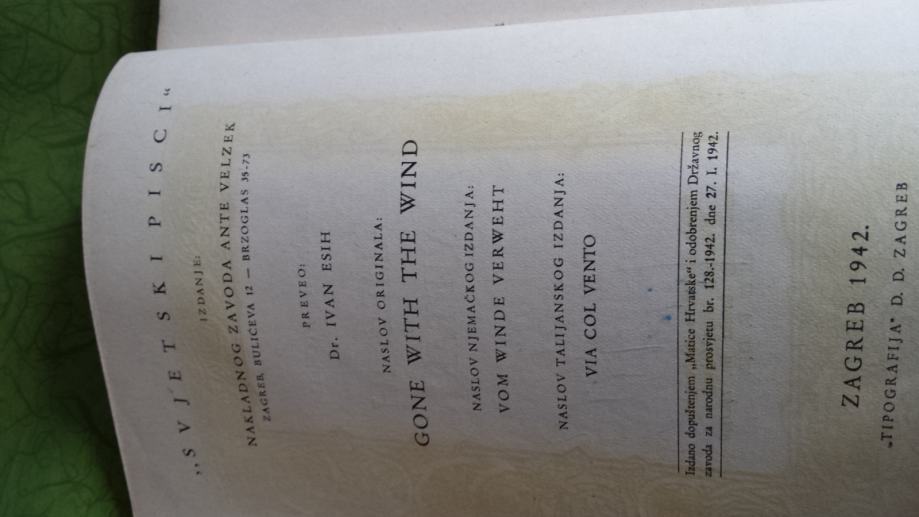 „SVJETSKI PISCI“
IZDANJE:
NAKLADNOG ZAVODA ANTE VELZEK
ZAGREB, BULIĆEVA 12 — BRZOGLAS 35-73
PREVEO:
Dr. IVAN ESIH
NASLOV ORIGINALA:
GONE WITH THE WIND
NASLOV NJEMAČKOG IZDANJA:
VOM WINDE VERWEHT
NASLOV TALIJANSKOG IZDANJA:
VIA COL VENTO
Izdano dopuštenjem „Matice Hrvatske“ i odobrenjem Državnog
zavoda za narodnu prosvjetu br. 128.-1942. dne 27. I. 1942.
ZAGREB 1942.
„TIPOGRAFIJA” D. D. ZAGREB